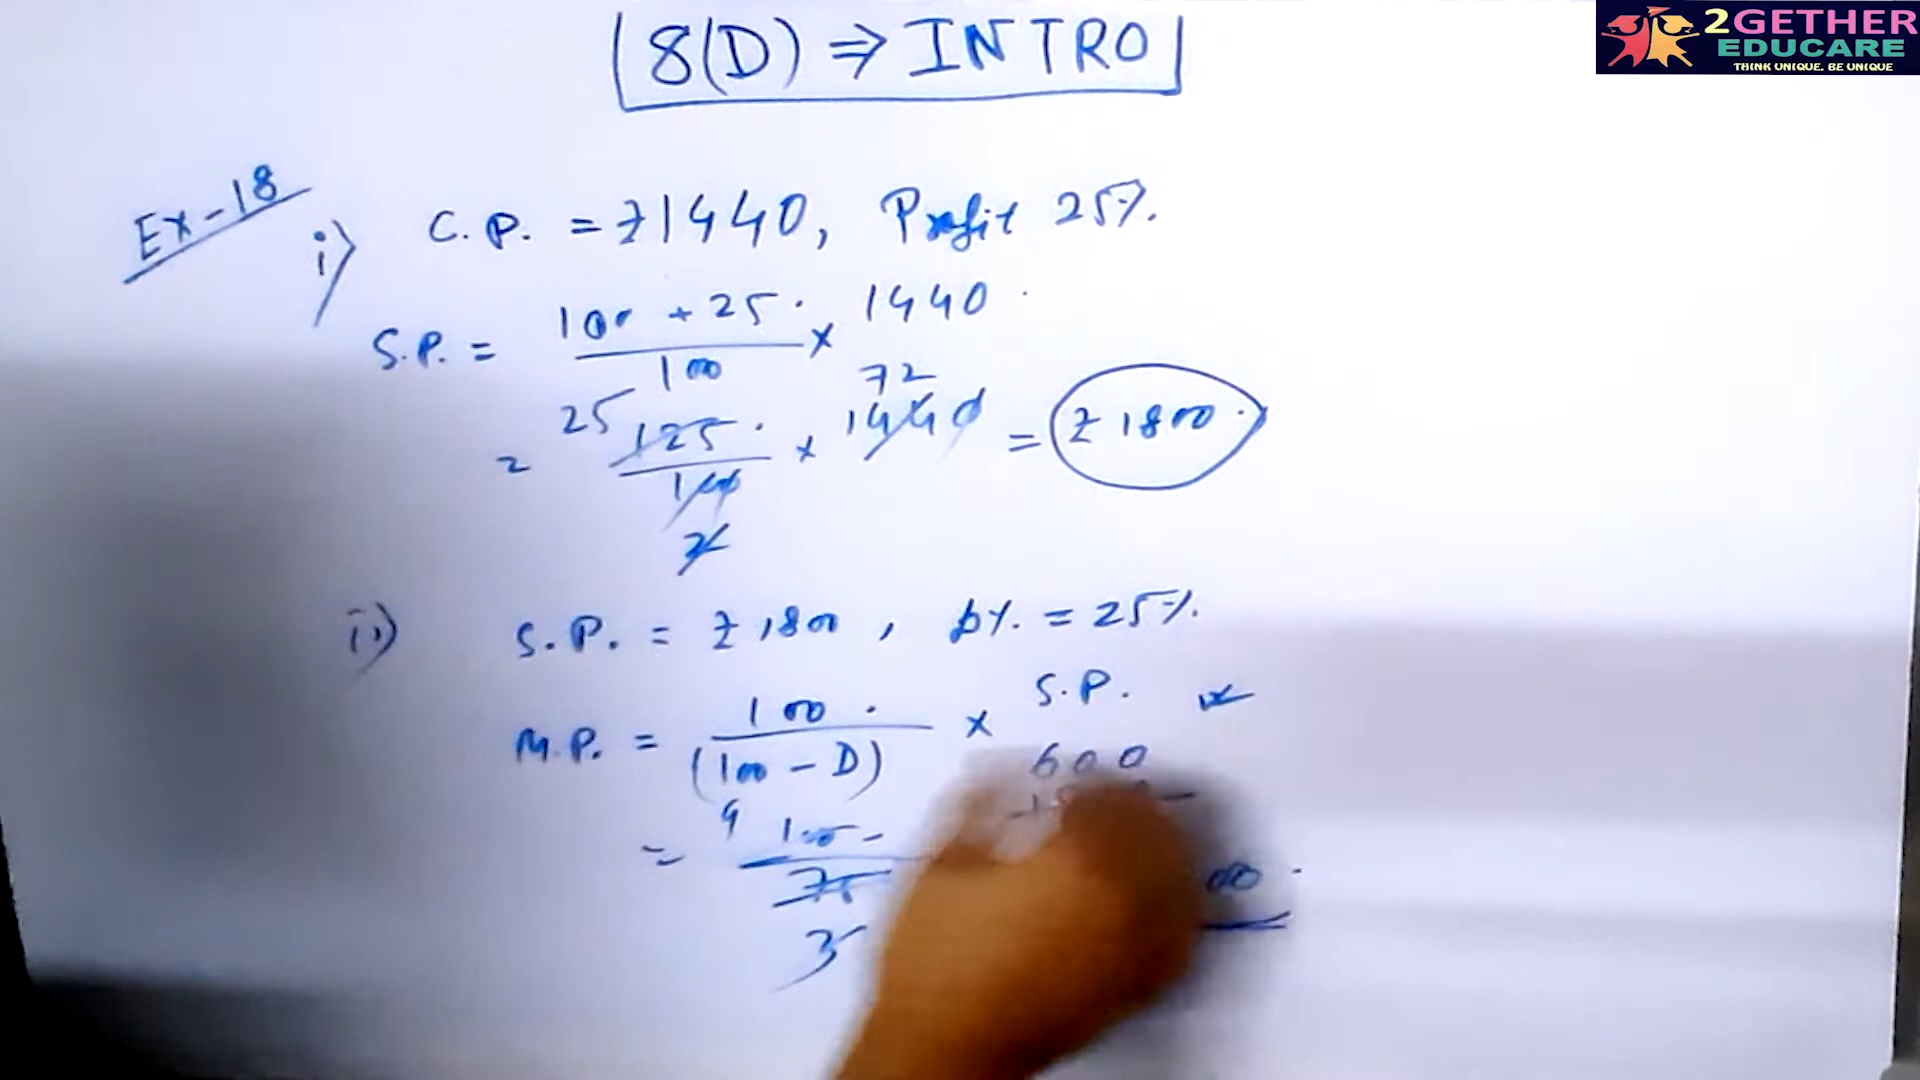 8(D) ⇒ INTRO
2GETHER
EDUCARE
THINK UNIQUE. BE UNIQUE
Ex-18
i) C.P. = ₹1440, Profit 25%.
S.P. = 100 + 25 / 100 × 1440
= 25 125 / 100 × 1440 72 = ₹1800.
ii) S.P. = ₹1800, D%. = 25%.
M.P. = 100 / (100 - D) × S.P.
600
= 4 100 / 75
3